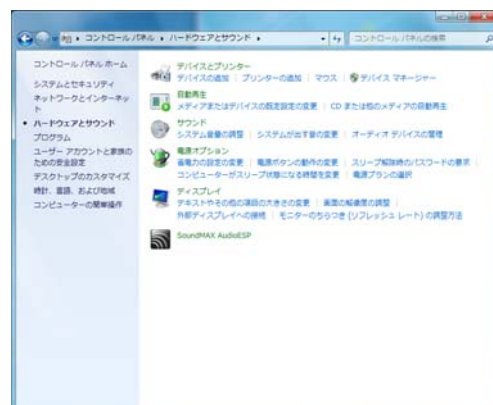 コントロール パネル ▸ ハードウェアとサウンド ▸
コントロール パネルの検索
コントロール パネル ホーム
システムとセキュリティ
ネットワークとインターネット
ハードウェアとサウンド
プログラム
ユーザー アカウントと家族のための安全設定
デスクトップのカスタマイズ
時計、言語、および地域
コンピューターの簡単操作
デバイスとプリンター
デバイスの追加 | プリンターの追加 | マウス | デバイス マネージャー
自動再生
メディアまたはデバイスの既定設定の変更 | CD または他のメディアの自動再生
サウンド
システム音量の調整 | システムが出す音の変更 | オーディオ デバイスの管理
電源オプション
省電力の設定の変更 | 電源ボタンの動作の変更 | スリープ解除時のパスワードの要求 |
コンピューターがスリープ状態になる時間を変更 | 電源プランの選択
ディスプレイ
テキストやその他の項目の大きさの変更 | 画面の解像度の調整 |
外部ディスプレイへの接続 | モニターのちらつき (リフレッシュ レート) の調整方法
SoundMAX AudioESP